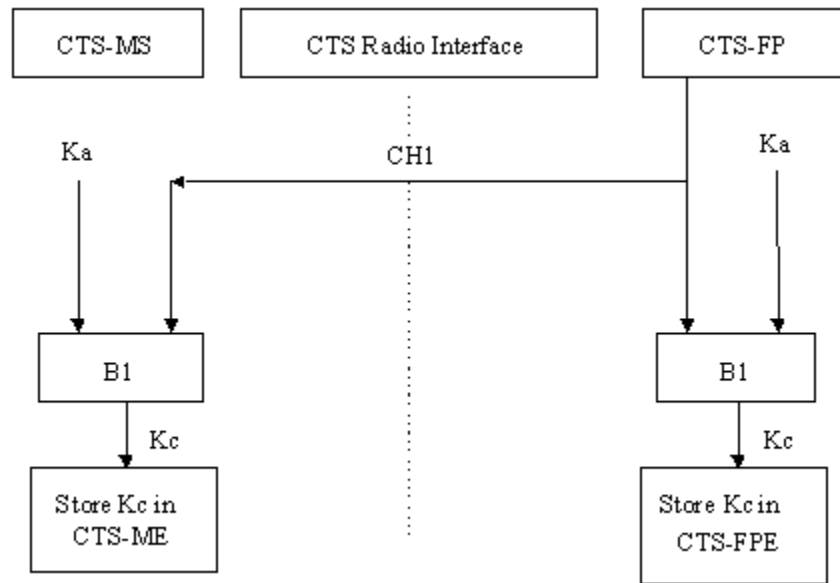 CTS-MS
CTS Radio Interface
CTS-FP
Ka
CH1
Ka
B1
B1
Kc
Kc
Store Kc in
CTS-ME
Store Kc in
CTS-FPE